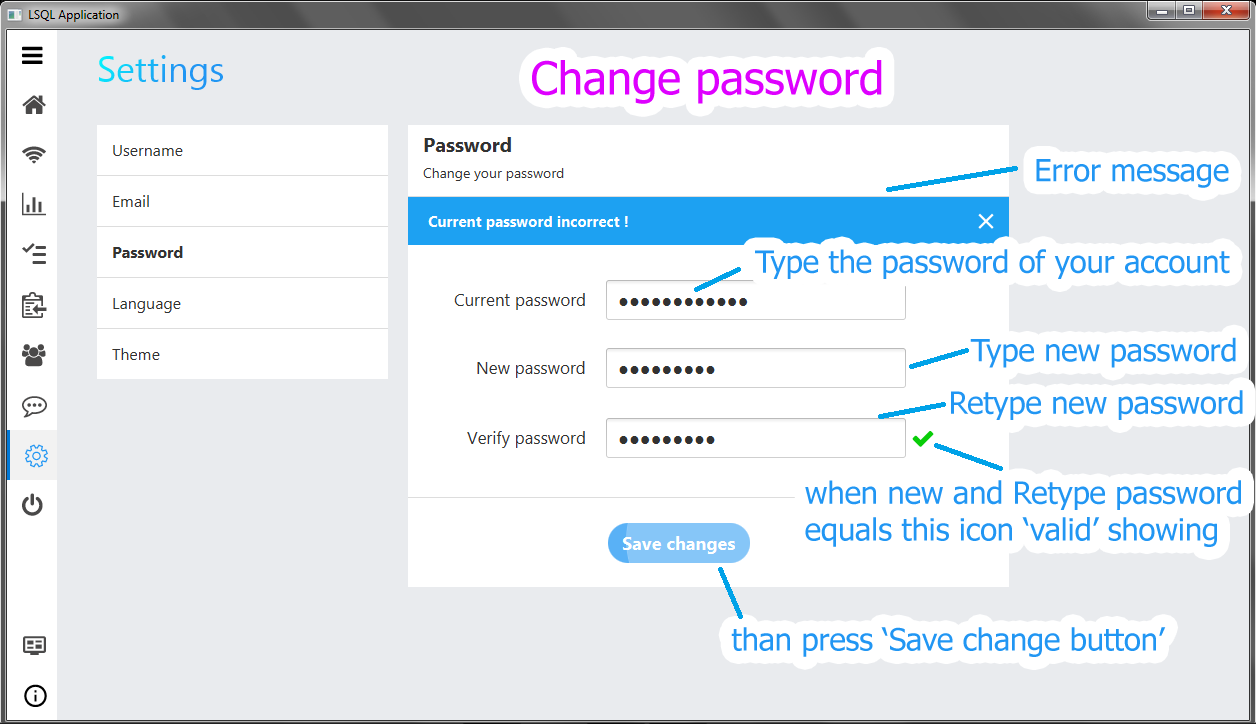 LSQL Application
Settings
Change password
Username
Email
Password
Language
Theme
Password
Change your password
Error message
Current password incorrect !
Type the password of your account
Current password
New password
Type new password
Retype new password
Verify password
when new and Retype password
equals this icon ‘valid’ showing
Save changes
than press ‘Save change button’